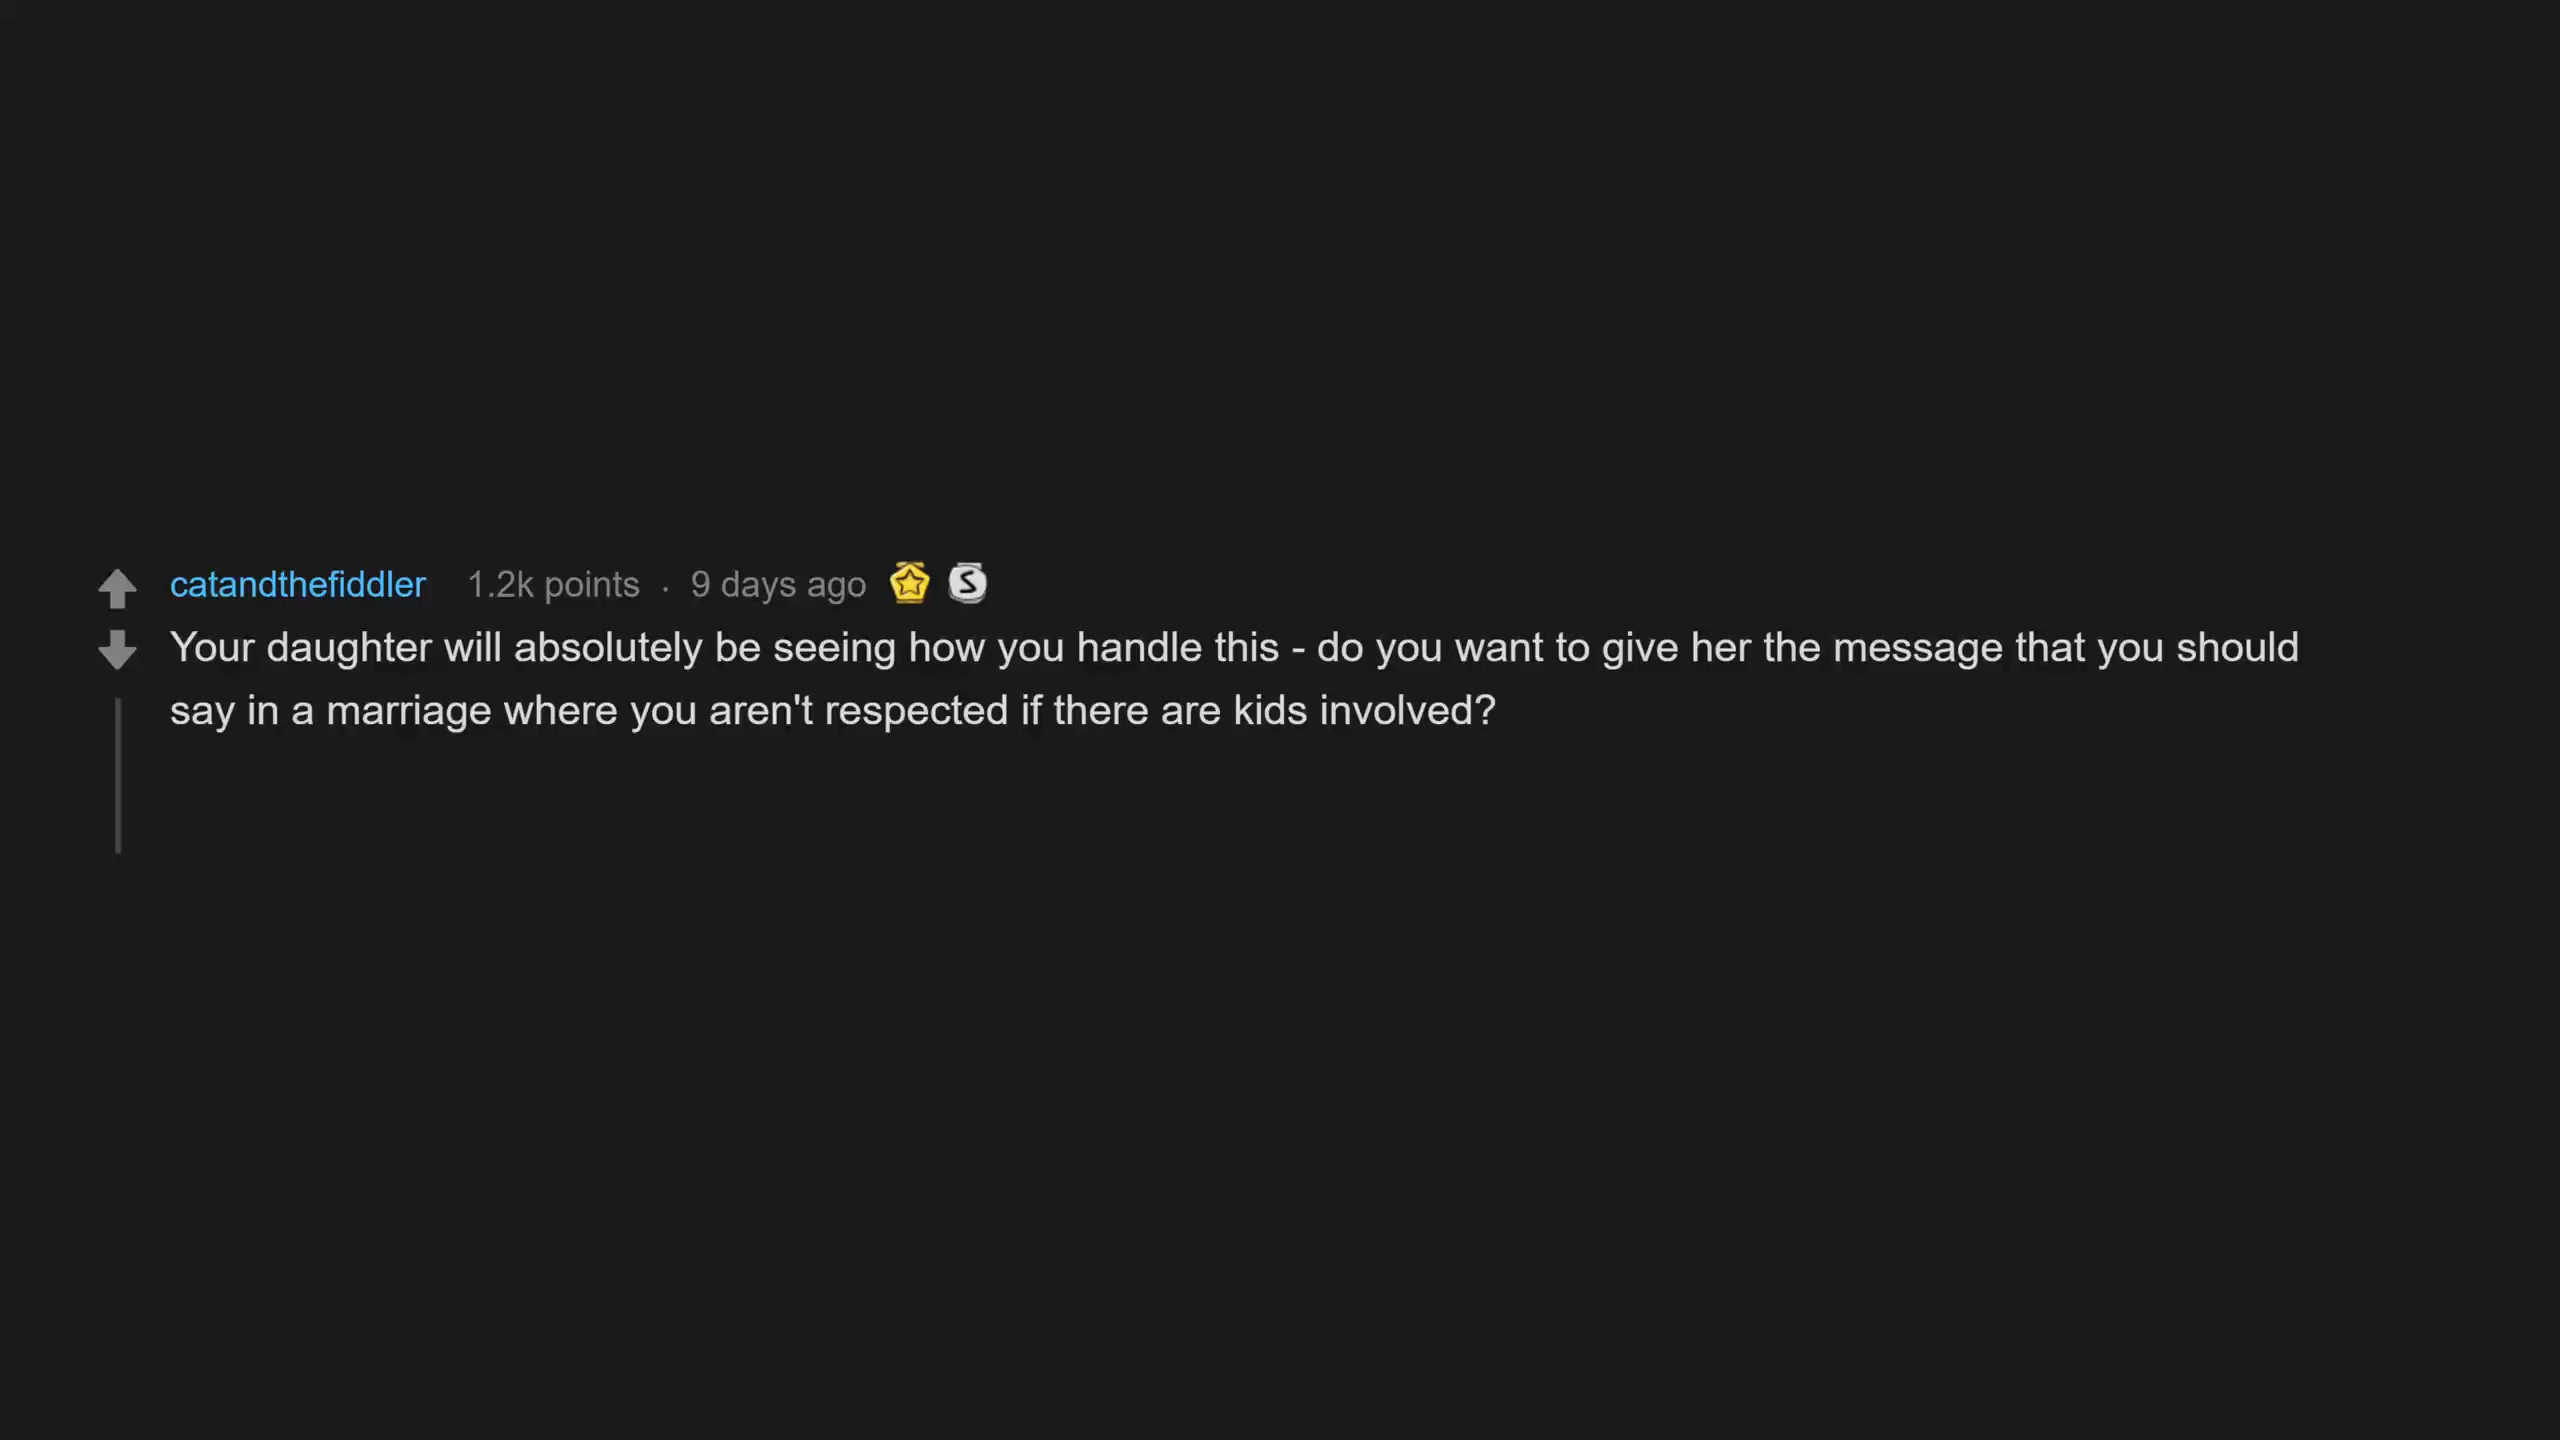 catandthefiddler 1.2k points · 9 days ago S
Your daughter will absolutely be seeing how you handle this - do you want to give her the message that you should
say in a marriage where you aren't respected if there are kids involved?